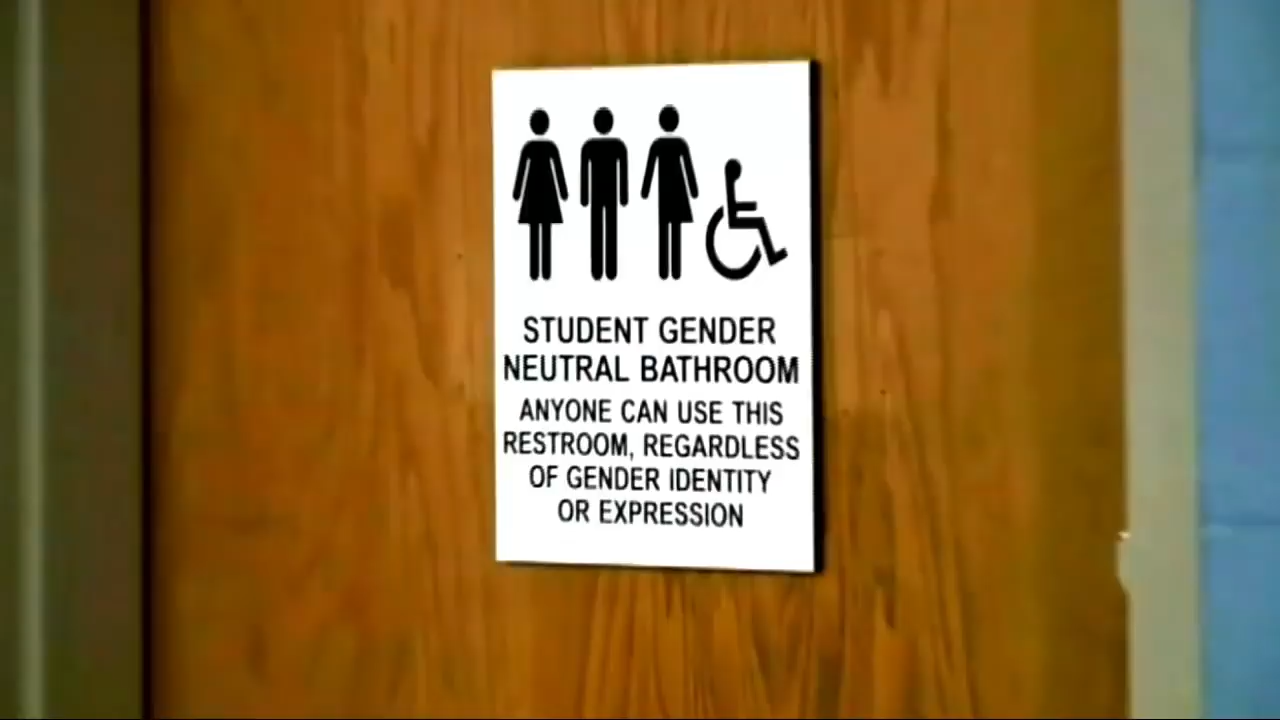 STUDENT GENDER
NEUTRAL BATHROOM
ANYONE CAN USE THIS
RESTROOM, REGARDLESS
OF GENDER IDENTITY
OR EXPRESSION